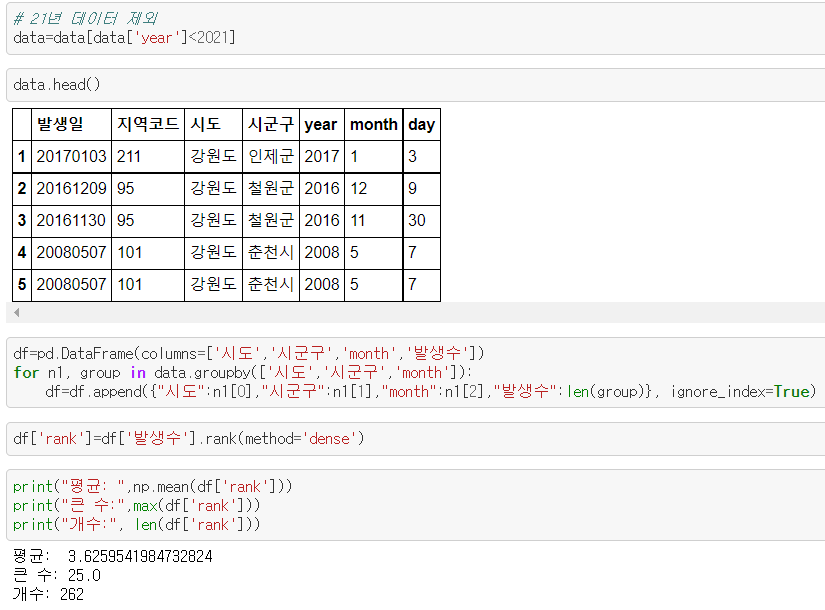 # 21년 데이터 제외
data=data[data['year']<2021]
data.head()
발생일 지역코드 시도 시군구 year month day
1 20170103 211 강원도 인제군 2017 1 3
2 20161209 95 강원도 철원군 2016 12 9
3 20161130 95 강원도 철원군 2016 11 30
4 20080507 101 강원도 춘천시 2008 5 7
5 20080507 101 강원도 춘천시 2008 5 7
df=pd.DataFrame(columns=['시도','시군구','month','발생수'])
for n1, group in data.groupby(['시도','시군구','month']):
    df=df.append({"시도":n1[0],"시군구":n1[1],"month":n1[2],"발생수":len(group)}, ignore_index=True)
df['rank']=df['발생수'].rank(method='dense')
print("평균: ",np.mean(df['rank']))
print("큰 수:",max(df['rank']))
print("개수:", len(df['rank']))
평균:  3.6259541984732824
큰 수: 25.0
개수: 262